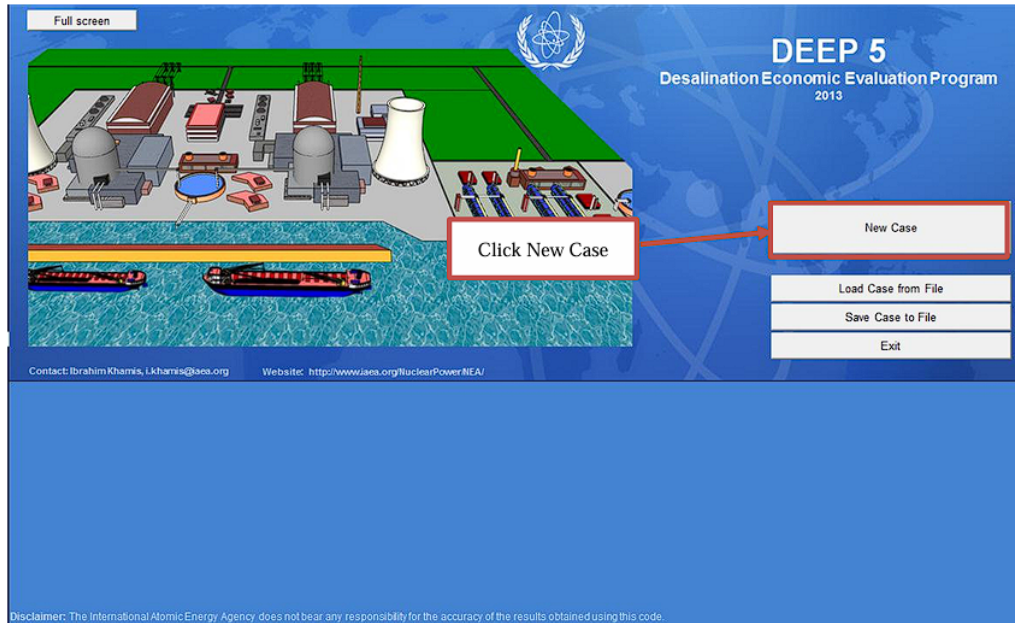 Full screen
DEEP 5
Desalination Economic Evaluation Program
2013
New Case
Click New Case
Load Case from File
Save Case to File
Exit
Contact: Ibrahim Khamis, i.khamis@iaea.org
Website: http://www.iaea.org/NuclearPower/NEA/
Disclaimer: The International Atomic Energy Agency does not bear any responsibility for the accuracy of the results obtained using this code.